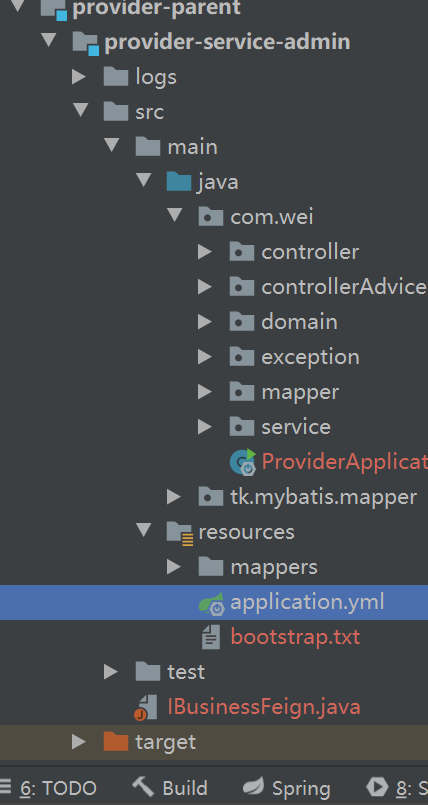 provider-parent
provider-service-admin
logs
src
main
java
com.wei
controller
controllerAdvice
domain
exception
mapper
service
ProviderApplicat
tk.mybatis.mapper
resources
mappers
application.yml
bootstrap.txt
test
IBusinessFeign.java
target
6: TODO Build Spring 8: S